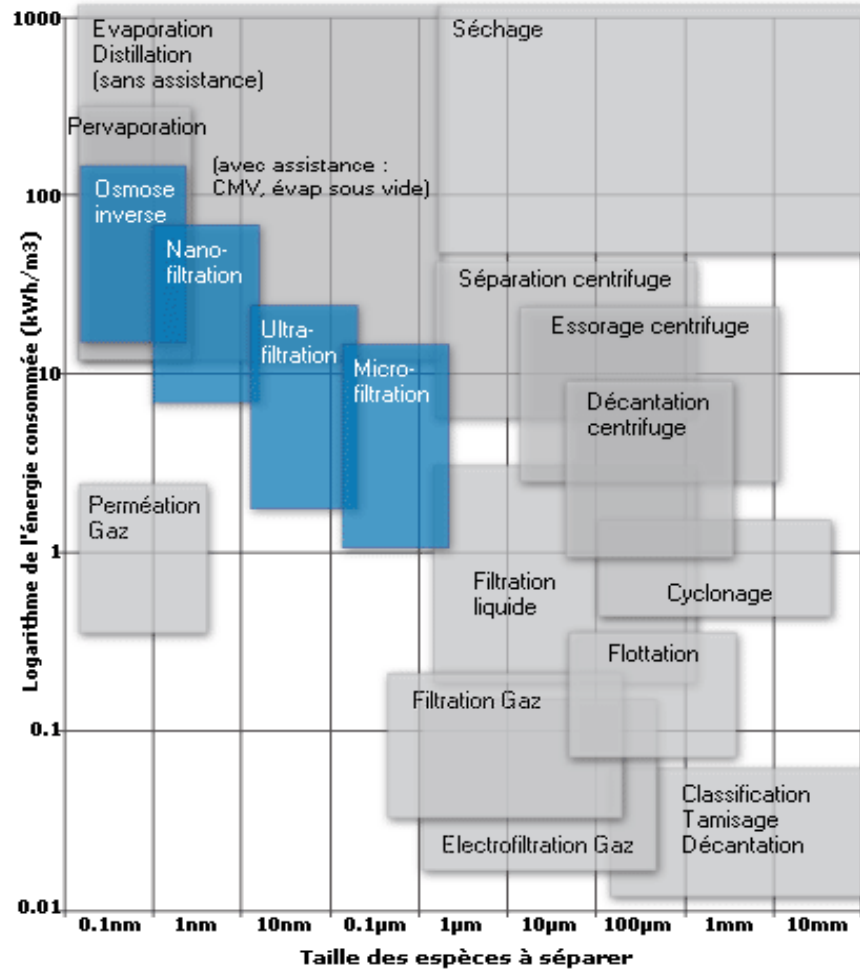 1000
100
10
1
0.1
0.01
Logarithme de l'énergie consommée (kWh/m3)
Evaporation
Distillation
(sans assistance)
Séchage
Pervaporation
(avec assistance :
CMV, évap sous vide)
Osmose
inverse
Nano-
filtration
Ultra-
filtration
Micro-
filtration
Séparation centrifuge
Essorage centrifuge
Décantation
centrifuge
Perméation
Gaz
Filtration
liquide
Cyclonage
Flottation
Filtration Gaz
Electrofiltration Gaz
Classification
Tamisage
Décantation
0.1nm 1nm 10nm 0.1µm 1µm 10µm 100µm 1mm 10mm
Taille des espèces à séparer